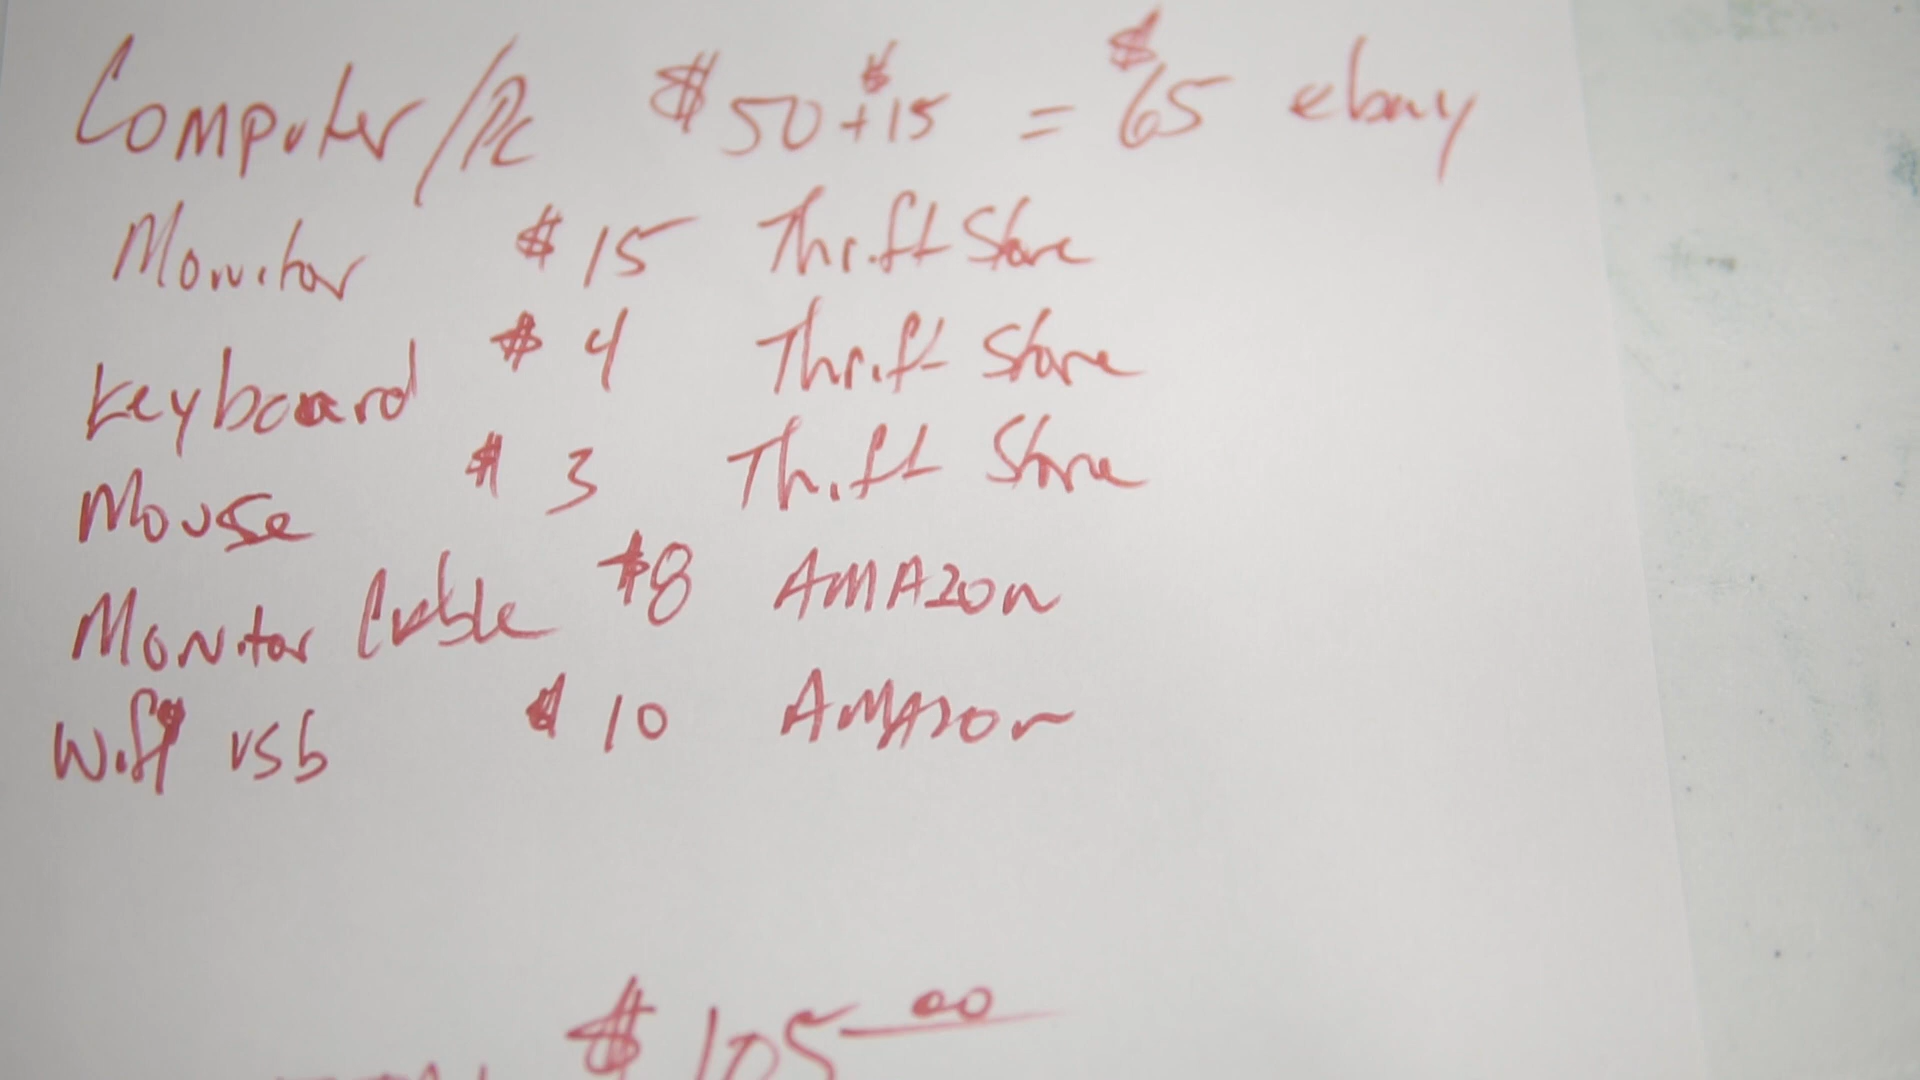 Computer/Pc $50+$15 = $65 ebay
Monitor $15 Thrift Store
Keyboard $4 Thrift Store
Mouse $3 Thrift Store
Monitor Cable $8 AMAZon
Wifi usb $10 AMAZon
$105.00